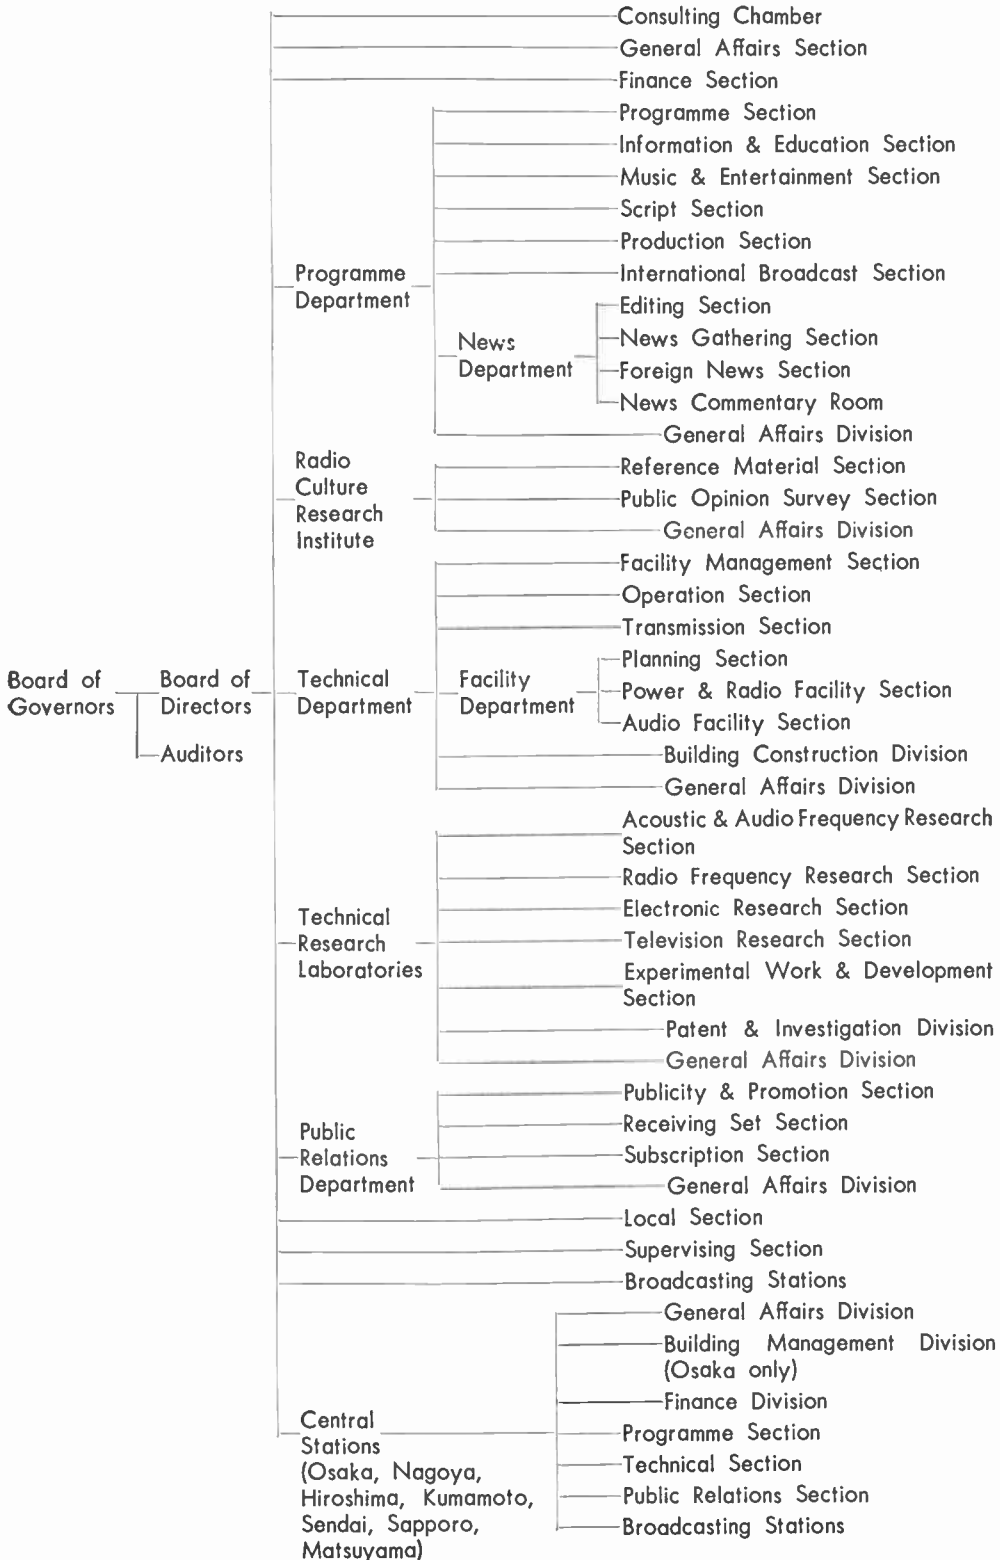 Consulting Chamber
General Affairs Section
Finance Section
Programme Section
Information & Education Section
Music & Entertainment Section
Script Section
Production Section
International Broadcast Section
Programme
Department
Editing Section
News Gathering Section
News
Department
Foreign News Section
News Commentary Room
General Affairs Division
Radio
Culture
Research
Institute
Reference Material Section
Public Opinion Survey Section
General Affairs Division
Facility Management Section
Operation Section
Transmission Section
Board of
Governors
Board of
Directors
Auditors
Technical
Department
Facility
Department
Planning Section
Power & Radio Facility Section
Audio Facility Section
Building Construction Division
General Affairs Division
Technical
Research
Laboratories
Acoustic & Audio Frequency Research
Section
Radio Frequency Research Section
Electronic Research Section
Television Research Section
Experimental Work & Development
Section
Patent & Investigation Division
General Affairs Division
Public
Relations
Department
Publicity & Promotion Section
Receiving Set Section
Subscription Section
General Affairs Division
Local Section
Supervising Section
Broadcasting Stations
Central
Stations
(Osaka, Nagoya,
Hiroshima, Kumamoto,
Sendai, Sapporo,
Matsuyama)
General Affairs Division
Building Management Division
(Osaka only)
Finance Division
Programme Section
Technical Section
Public Relations Section
Broadcasting Stations